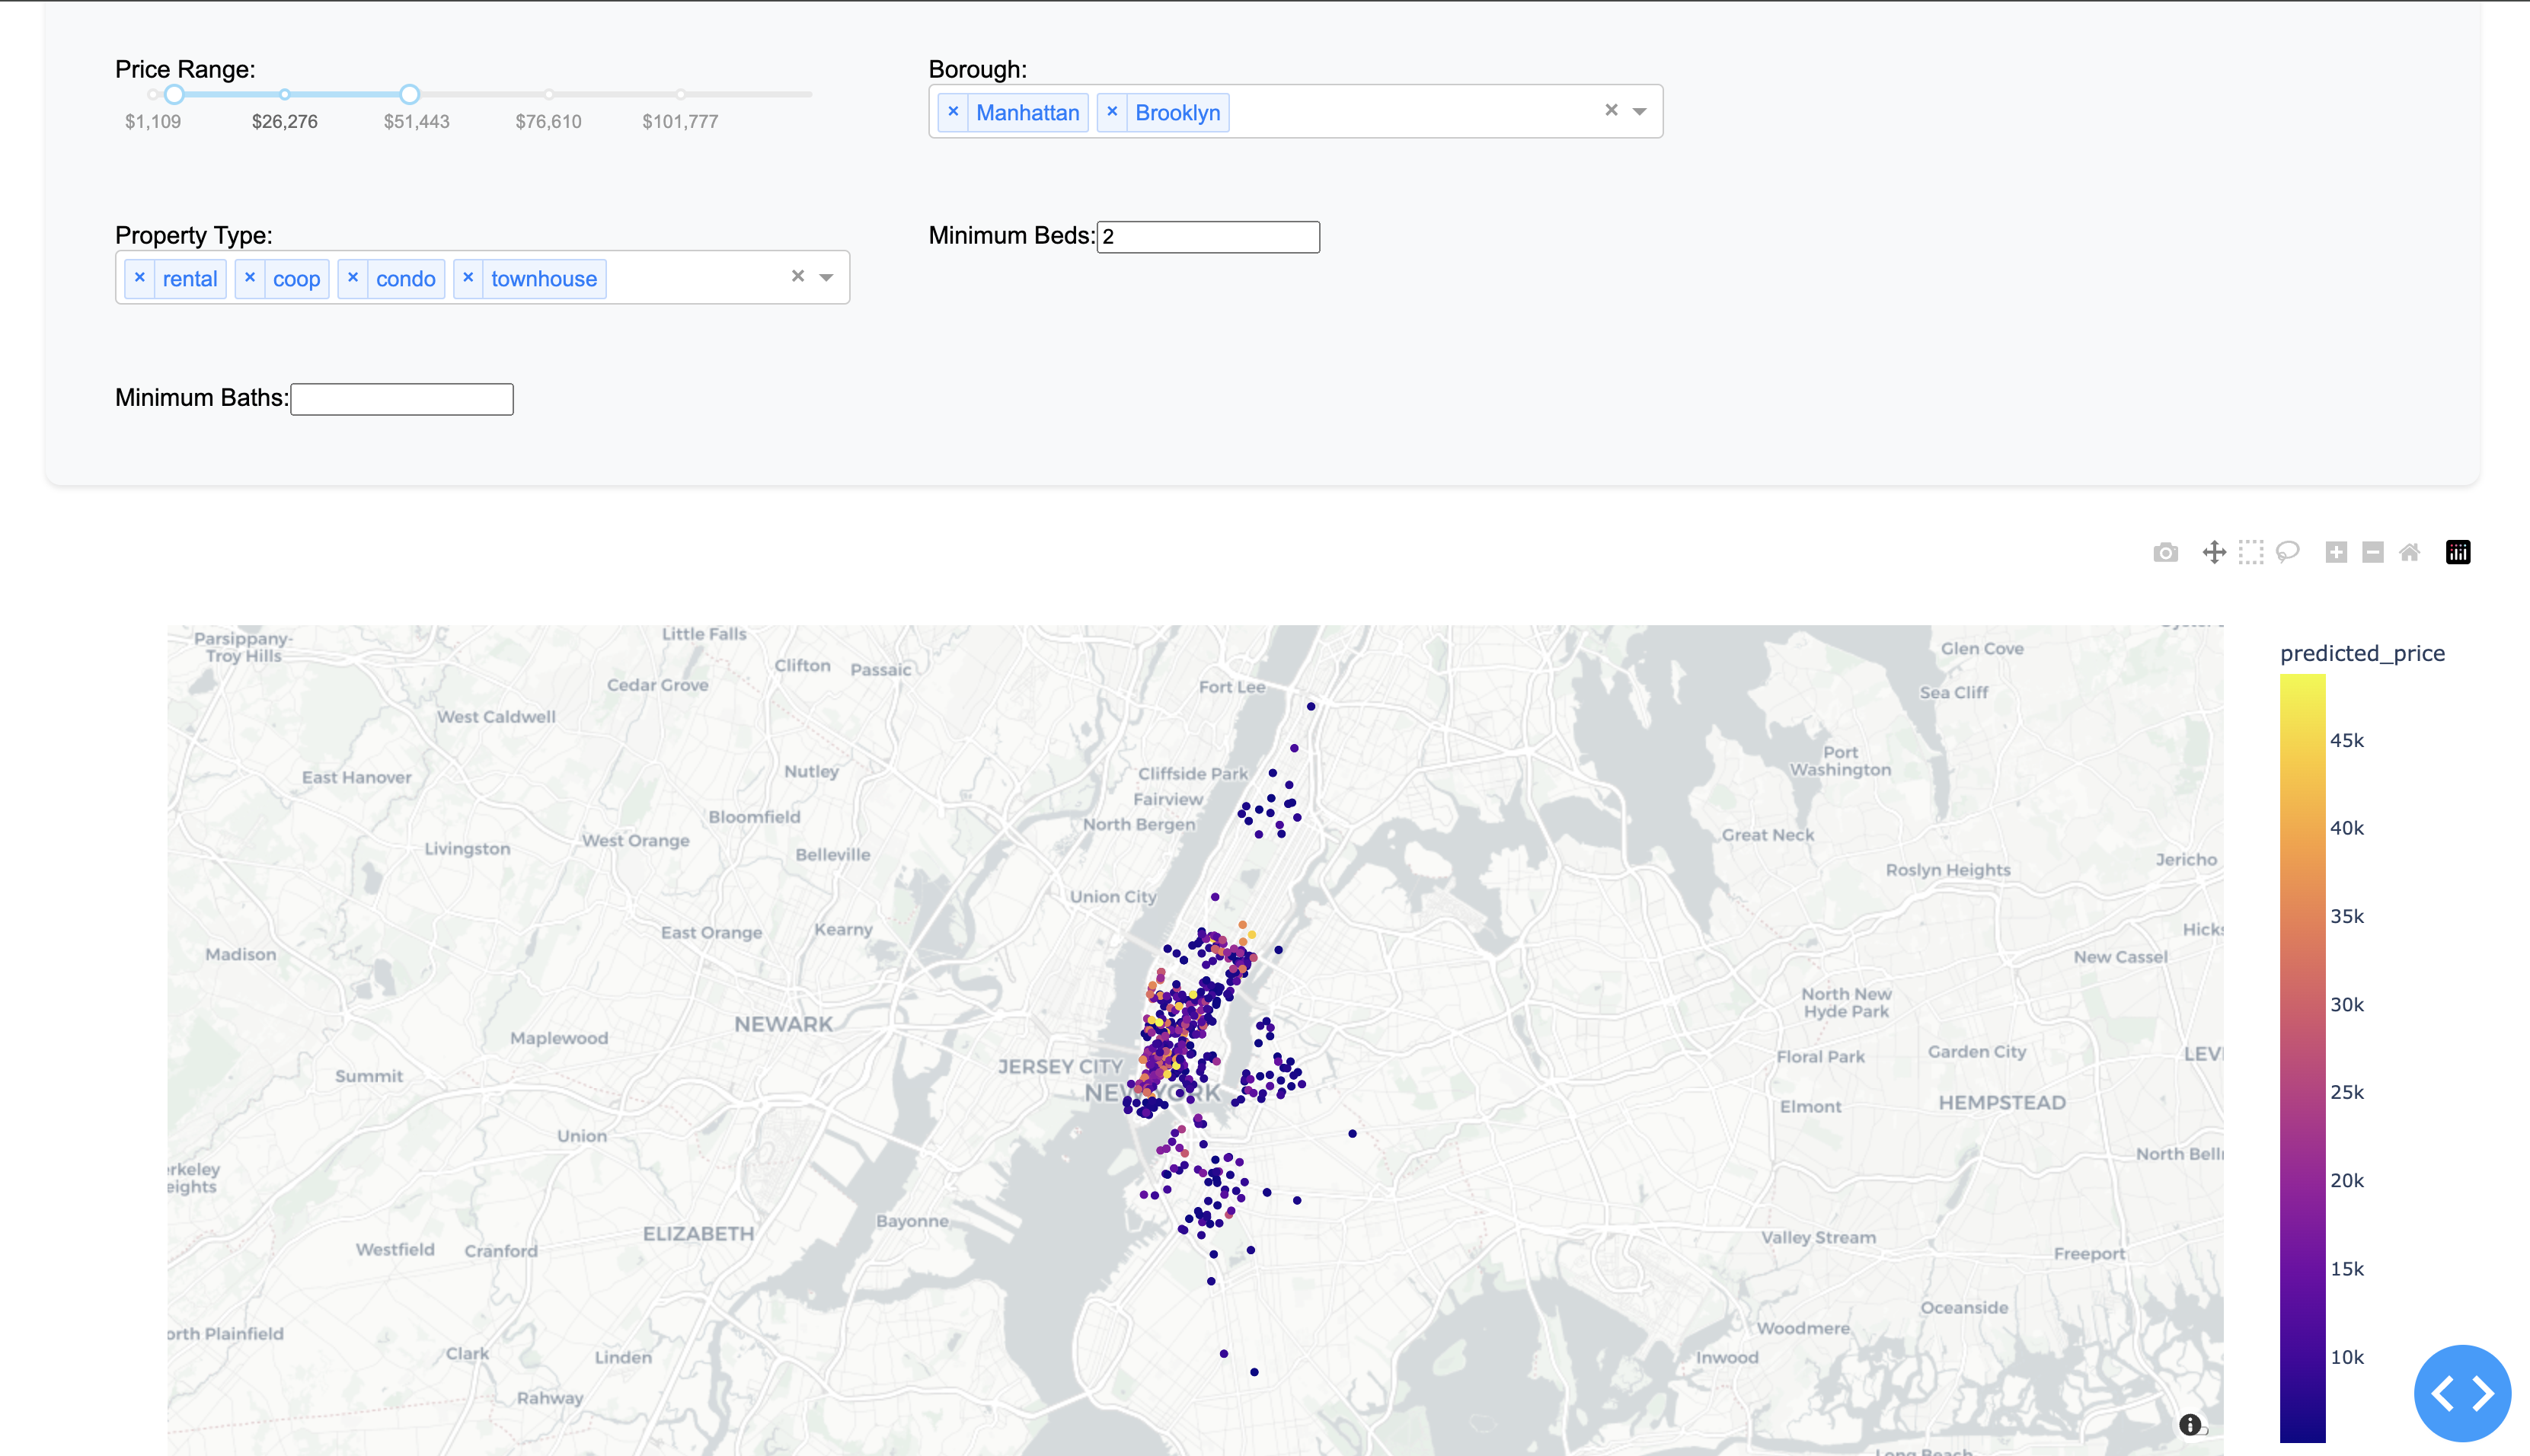 Price Range:
$1,109 $26,276 $51,443 $76,610 $101,777
Borough:
× Manhattan × Brooklyn
Property Type:
× rental × coop × condo × townhouse
Minimum Beds: 2
Minimum Baths:
Parsippany-
Troy Hills
Little Falls
Clifton
Passaic
Cedar Grove
Fort Lee
Glen Cove
Sea Cliff
West Caldwell
East Hanover
Nutley
Cliffside Park
Fairview
North Bergen
Port
Washington
Bloomfield
Livingston
West Orange
Belleville
Great Neck
Jericho
Roslyn Heights
Union City
Madison
East Orange
Kearny
Hicks
New Cassel
NEWARK
North New
Hyde Park
Maplewood
JERSEY CITY
NEW YORK
Floral Park
Garden City
LEVI
Summit
Elmont
HEMPSTEAD
Union
North Bell
rkeley
eights
ELIZABETH
Bayonne
Westfield
Cranford
Valley Stream
Freeport
Oceanside
orth Plainfield
Clark
Linden
Woodmere
Inwood
Rahway
Long Beach
predicted_price
45k
40k
35k
30k
25k
20k
15k
10k